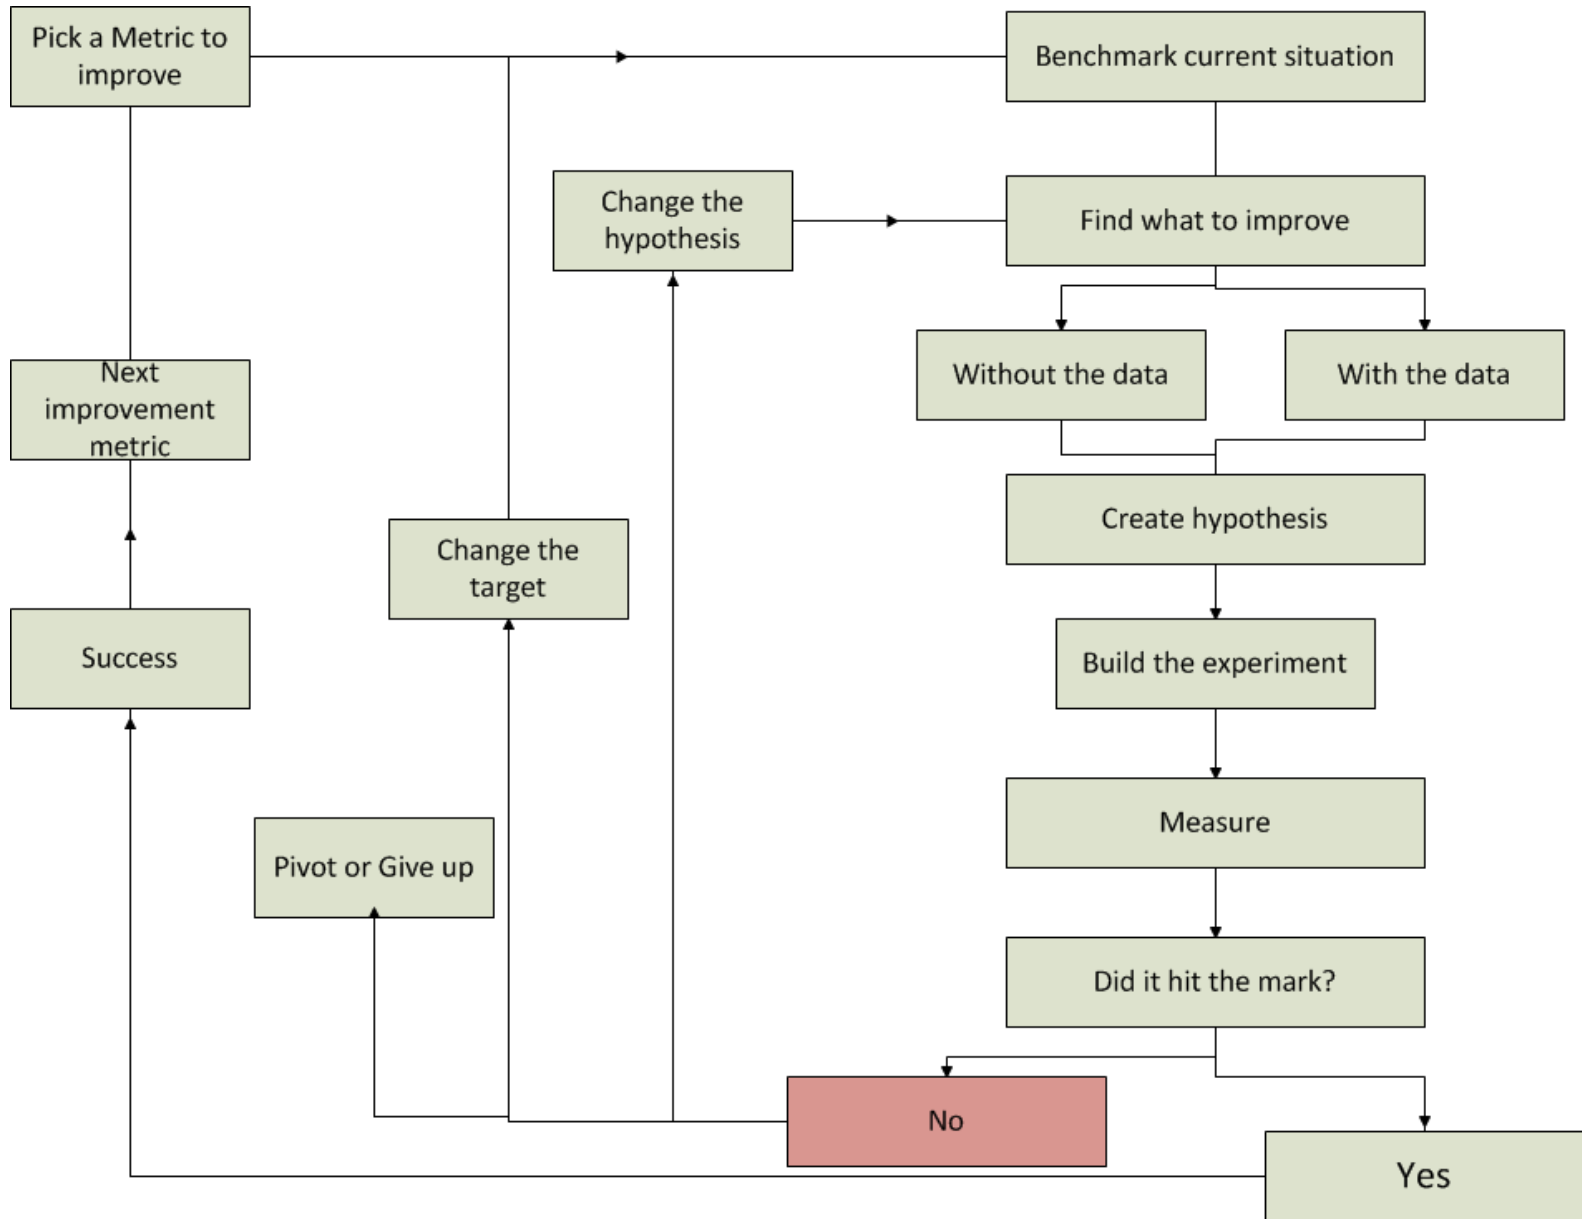 Pick a Metric to
improve
Benchmark current situation
Change the
hypothesis
Find what to improve
Without the data
With the data
Next
improvement
metric
Create hypothesis
Change the
target
Success
Build the experiment
Measure
Pivot or Give up
Did it hit the mark?
No
Yes